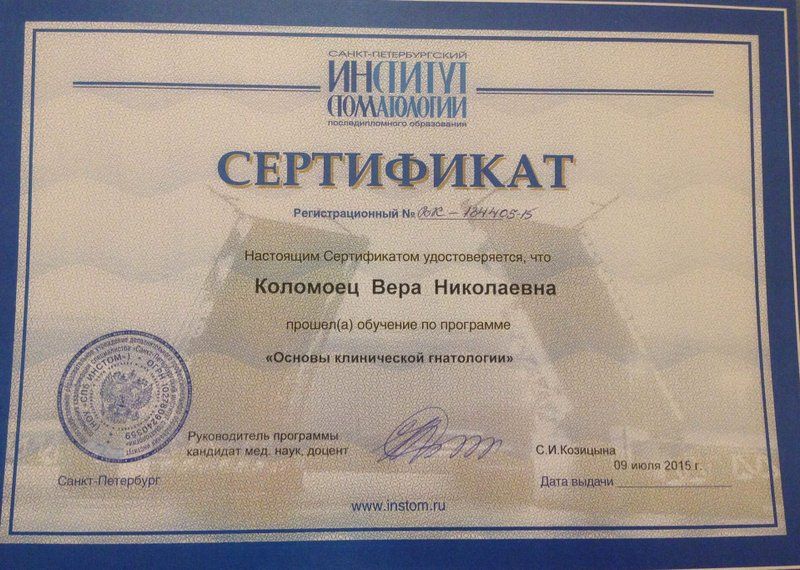 САНКТ-ПЕТЕРБУРГСКИЙ
ИНСТИТУТ
СТОМАТОЛОГИИ
последипломного образования
СЕРТИФИКАТ
Регистрационный № ВК - 184405-15
Настоящим Сертификатом удостоверяется, что
Коломоец Вера Николаевна
прошел(а) обучение по программе
«Основы клинической гнатологии»
Руководитель программы
кандидат мед. наук, доцент
С.И.Козицына
09 июля 2015 г.
Санкт-Петербург
Дата выдачи
www.instom.ru